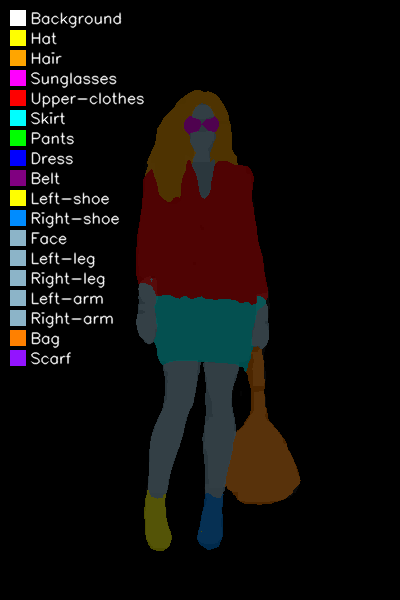 Background
Hat
Hair
Sunglasses
Upper-clothes
Skirt
Pants
Dress
Belt
Left-shoe
Right-shoe
Face
Left-leg
Right-leg
Left-arm
Right-arm
Bag
Scarf